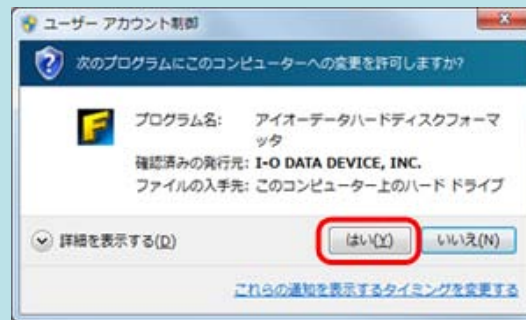 ユーザー アカウント制御
次のプログラムにこのコンピューターへの変更を許可しますか?
プログラム名: アイオーデータハードディスクフォーマ
ッタ
確認済みの発行元: I-O DATA DEVICE, INC.
ファイルの入手先: このコンピューター上のハード ドライブ
詳細を表示する(D)
はい(Y)
いいえ(N)
これらの通知を表示するタイミングを変更する